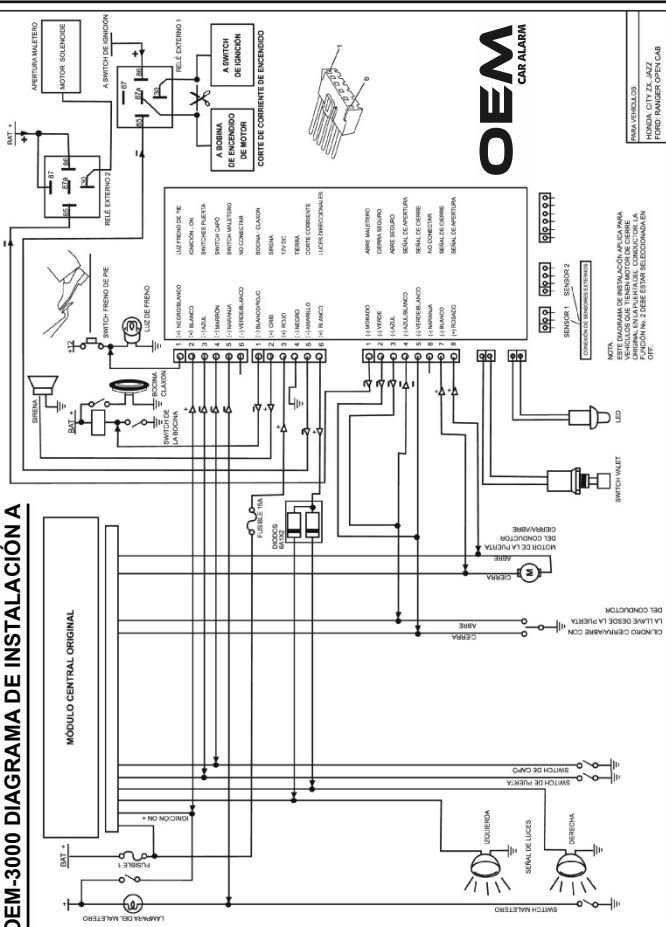 OEM-3000 DIAGRAMA DE INSTALACIÓN A
MÓDULO CENTRAL ORIGINAL
BAT +
FUSIBLE 1
IGNICIÓN ON +
LAMPARA DEL MALETERO
SWITCH MALETERO
SWITCH DE CAPÓ
SWITCH DE PUERTA
IZQUIERDA
SEÑAL DE LUCES
DERECHA
CIERRA
ABRE
CILINDRO CIERRA/ABRE CON
LA LLAVE DESDE LA PUERTA
DEL CONDUCTOR
CIERRA
ABRE
M
MOTOR DE LA PUERTA
DEL CONDUCTOR
CIERRA/ABRE
SIRENA
BAT +
BOCINA
CLAXON
SWITCH DE
LA BOCINA
+12
SWITCH FRENO DE PIE
LUZ DE FRENO
FUSIBLE 15A
DIODOS
6A1X2
BAT +
87
86
87a
85
30
RELÉ EXTERNO 2
APERTURA MALETERO
MOTOR SOLENOIDE
A SWITCH DE IGNICIÓN
87
86
87a
85
30
RELÉ EXTERNO 1
A SWITCH
DE IGNICIÓN
A BOBINA
DE ENCENDIDO
DE MOTOR
CORTE DE CORRIENTE DE ENCENDIDO
1
6
1 (+) NEGRO/BLANCO LUZ FRENO DE PIE
2 (+) BLANCO IGNICIÓN - ON
3 (-) AZUL SWITCHES PUERTA
4 (-) MARRÓN SWITCH CAPÓ
5 (-) NARANJA SWITCH MALETERO
6 (-) VERDE/BLANCO NO CONECTAR
1 (-) BLANCO/ROJO BOCINA - CLAXON
2 (+) GRIS SIRENA
3 (+) ROJO 12V DC
4 (-) NEGRO TIERRA
5 (-) AMARILLO CORTE CORRIENTE
6 (+) BLANCO LUCES DIRECCIONALES
1 (-) MORADO ABRE MALETERO
2 (-) VERDE CIERRA SEGURO
3 (-) AZUL ABRE SEGURO
4 (-) AZUL/BLANCO SEÑAL DE APERTURA
5 (-) VERDE/BLANCO SEÑAL DE CIERRE
6 (-) NARANJA NO CONECTAR
7 (-) BLANCO SEÑAL DE CIERRE
8 (+) ROSADO SEÑAL DE APERTURA
SWITCH VALET
LED
SENSOR 1
SENSOR 2
CONEXIÓN DE SENSORES EXTERNOS
OEM
CAR ALARM
NOTA:
ESTE DIAGRAMA DE INSTALACIÓN APLICA PARA
VEHÍCULOS QUE TIENEN MOTOR DE CIERRE
ORIGINAL EN LA PUERTA DEL CONDUCTOR. LA
FUNCIÓN No. 2 DEBE ESTAR SELECCIONADA EN
OFF.
PARA VEHÍCULOS:
HONDA: CITY ZX, JAZZ
FORD: RANGER OPEN CAB